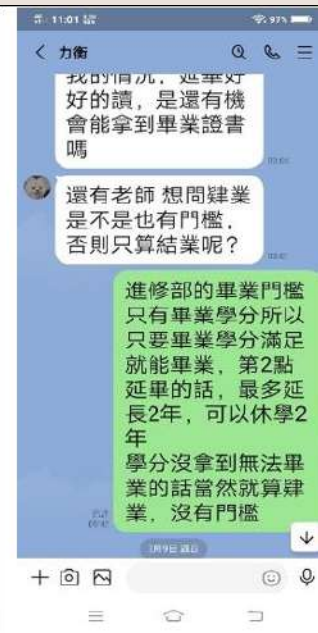 11:01
97%
力衡
我的情況，延畢好
好的讀，是還有機
會能拿到畢業證書
嗎
還有老師 想問肄業
是不是也有門檻，
否則只算結業呢？
進修部的畢業門檻
只有畢業學分所以
只要畢業學分滿足
就能畢業，第2點
延畢的話，最多延
長2年，可以休學2
年
學分沒拿到無法畢
業的話當然就算肄
業，沒有門檻